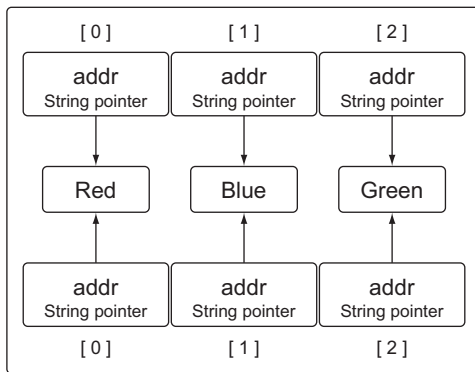 [ 0 ] [ 1 ] [ 2 ]
addr addr addr
String pointer String pointer String pointer
Red Blue Green
addr addr addr
String pointer String pointer String pointer
[ 0 ] [ 1 ] [ 2 ]